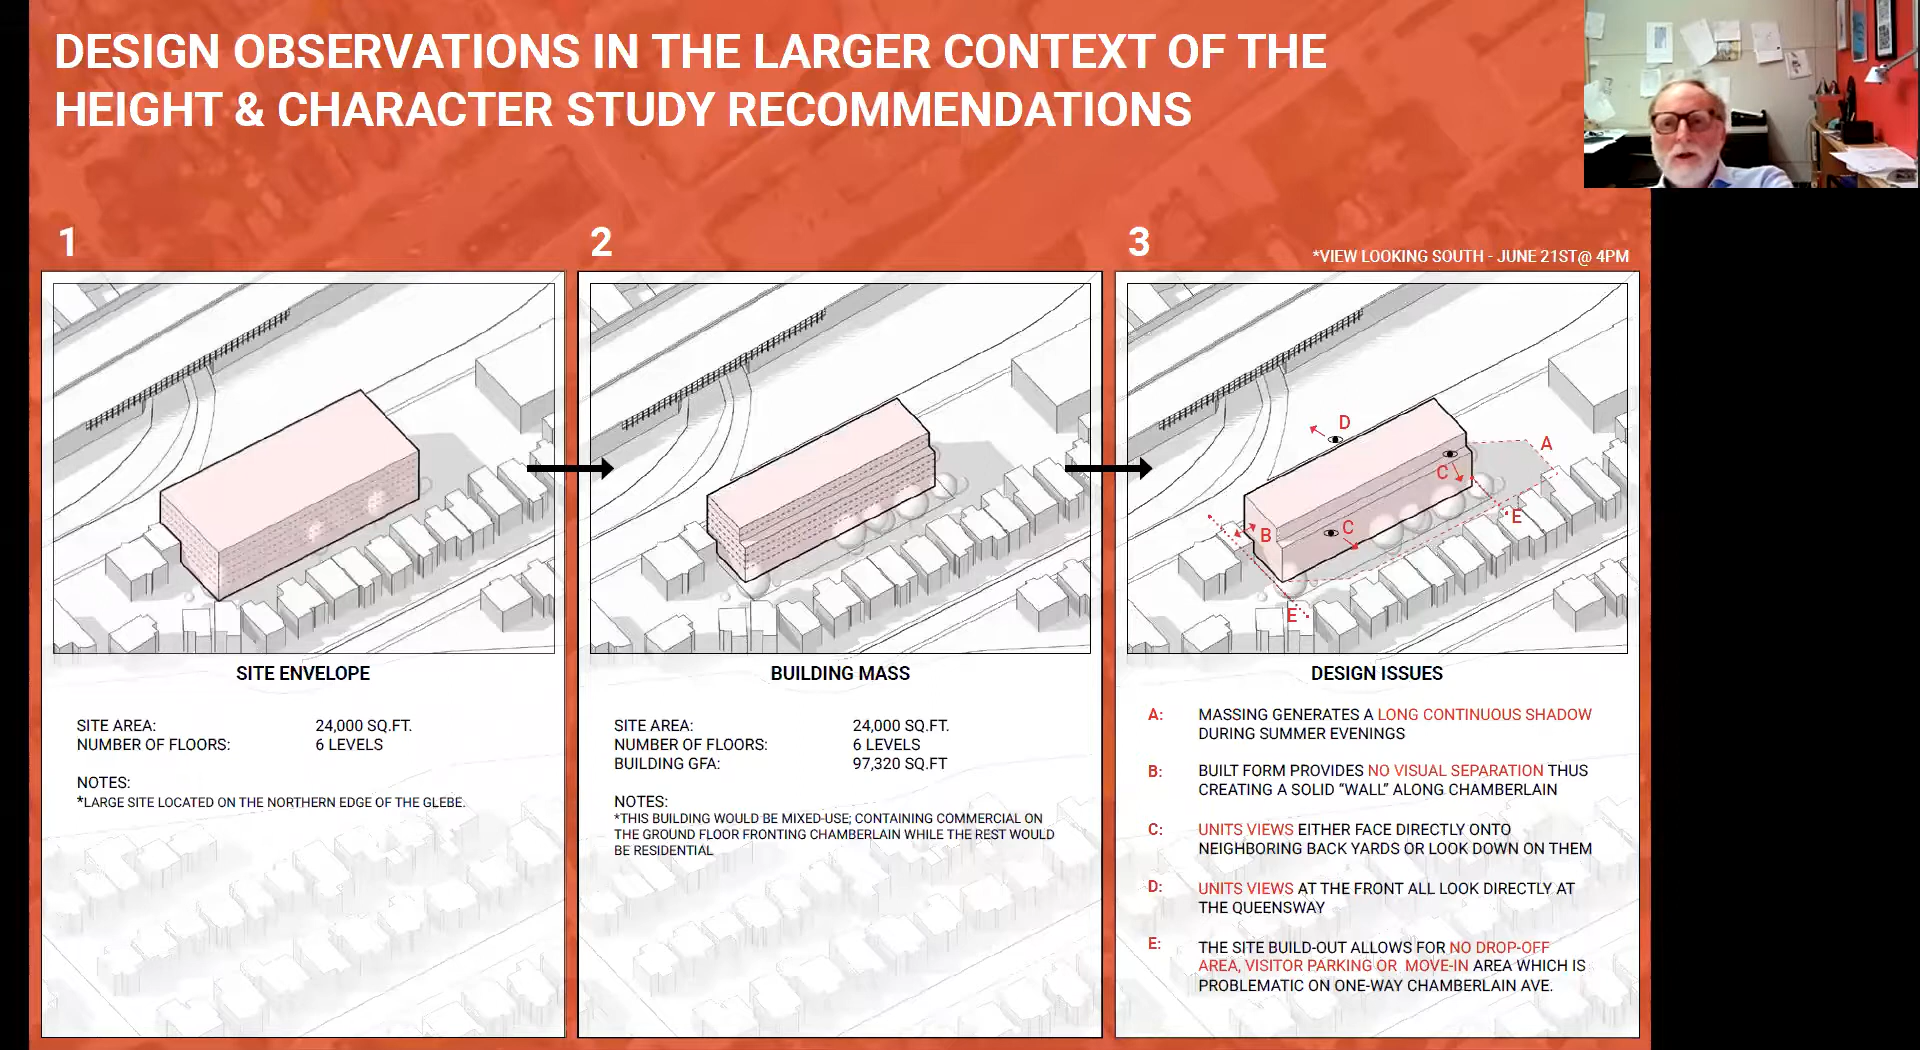 DESIGN OBSERVATIONS IN THE LARGER CONTEXT OF THE
HEIGHT & CHARACTER STUDY RECOMMENDATIONS
1
SITE ENVELOPE
SITE AREA: 24,000 SQ.FT.
NUMBER OF FLOORS: 6 LEVELS
NOTES:
*LARGE SITE LOCATED ON THE NORTHERN EDGE OF THE GLEBE.
2
BUILDING MASS
SITE AREA: 24,000 SQ.FT.
NUMBER OF FLOORS: 6 LEVELS
BUILDING GFA: 97,320 SQ.FT
NOTES:
*THIS BUILDING WOULD BE MIXED-USE; CONTAINING COMMERCIAL ON
THE GROUND FLOOR FRONTING CHAMBERLAIN WHILE THE REST WOULD
BE RESIDENTIAL
3
*VIEW LOOKING SOUTH - JUNE 21ST@ 4PM
D
A
C
E
B
C
E
DESIGN ISSUES
A: MASSING GENERATES A LONG CONTINUOUS SHADOW
DURING SUMMER EVENINGS
B: BUILT FORM PROVIDES NO VISUAL SEPARATION THUS
CREATING A SOLID “WALL” ALONG CHAMBERLAIN
C: UNITS VIEWS EITHER FACE DIRECTLY ONTO
NEIGHBORING BACK YARDS OR LOOK DOWN ON THEM
D: UNITS VIEWS AT THE FRONT ALL LOOK DIRECTLY AT
THE QUEENSWAY
E: THE SITE BUILD-OUT ALLOWS FOR NO DROP-OFF
AREA, VISITOR PARKING OR MOVE-IN AREA WHICH IS
PROBLEMATIC ON ONE-WAY CHAMBERLAIN AVE.